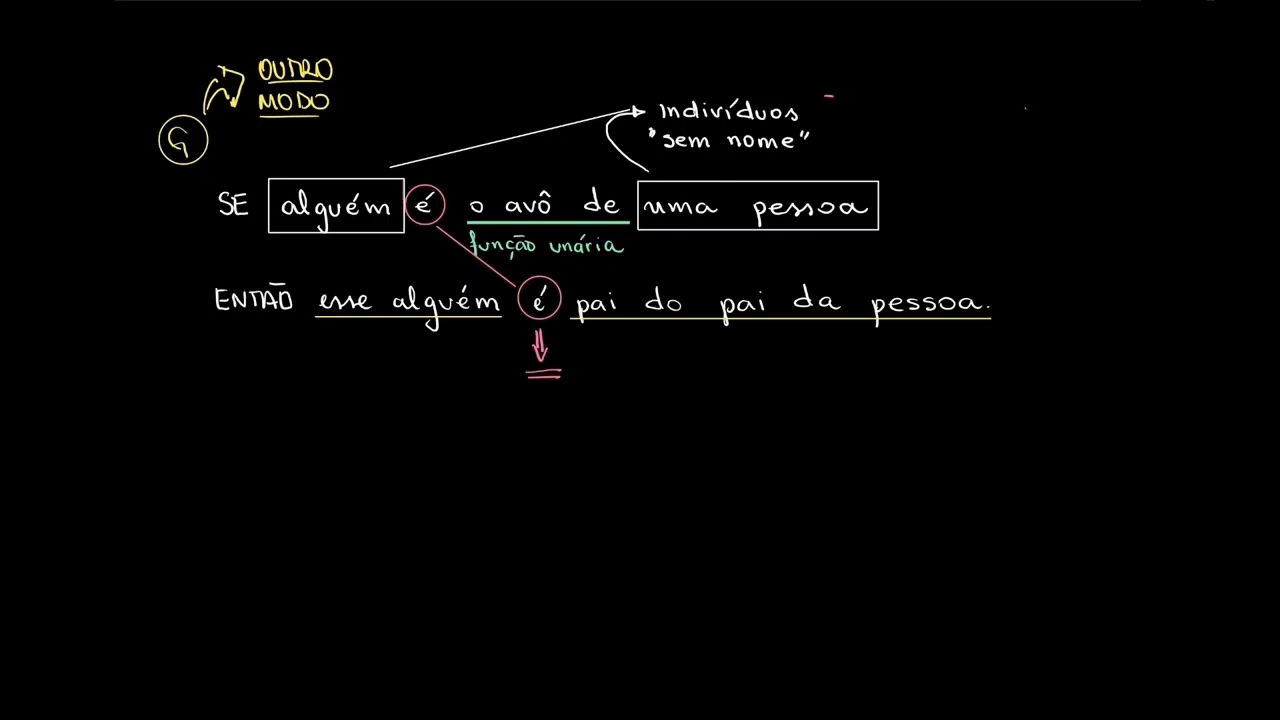 OUTRO
MODO
G
Indivíduos
"sem nome"
SE alguém é o avô de uma pessoa
função unária
ENTÃO esse alguém é pai do pai da pessoa.